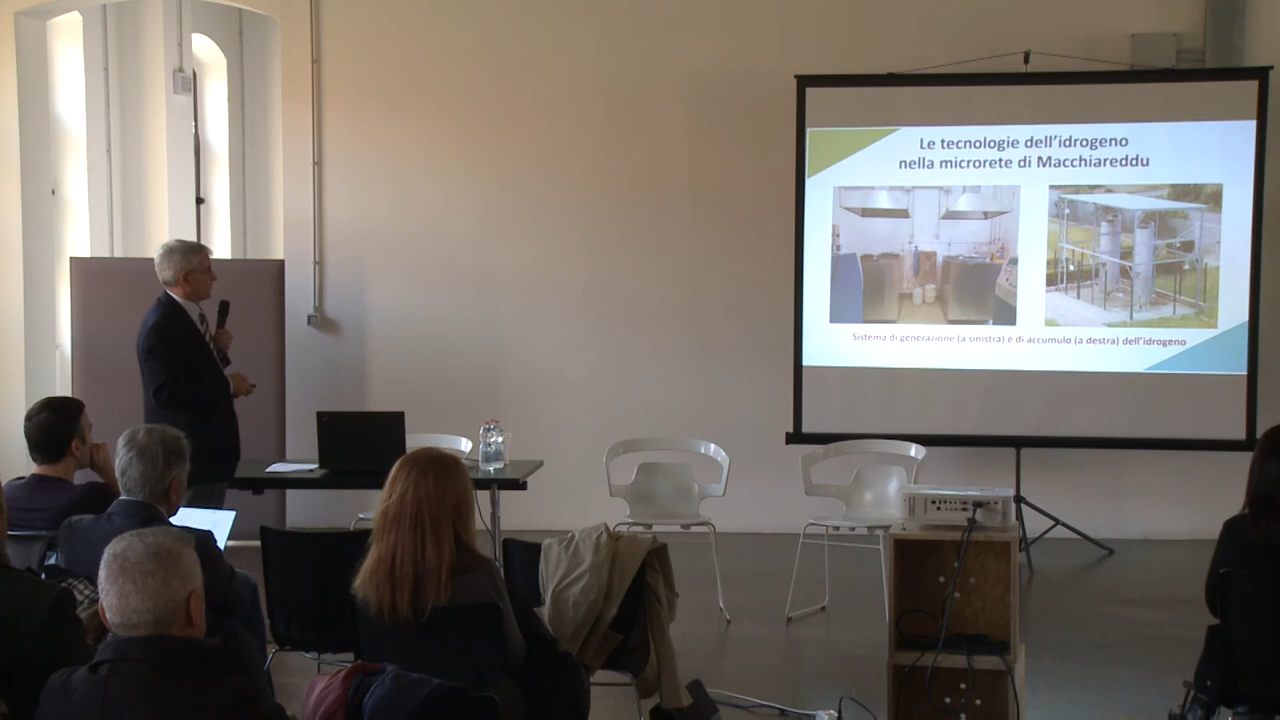 Le tecnologie dell'idrogeno
nella microrete di Macchiareddu
Sistema di generazione (a sinistra) e di accumulo (a destra) dell'idrogeno